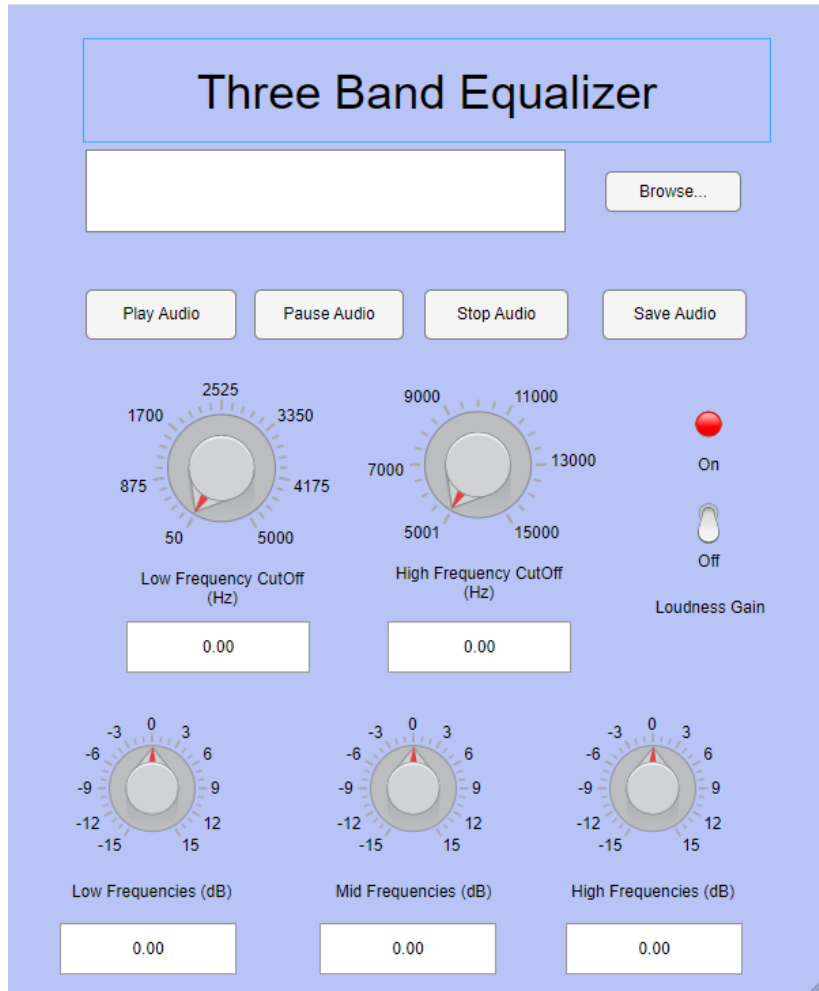 Three Band Equalizer
Browse...
Play Audio Pause Audio Stop Audio Save Audio
2525
1700 3350
875 4175
50 5000
Low Frequency CutOff
(Hz)
0.00
9000 11000
7000 13000
5001 15000
High Frequency CutOff
(Hz)
0.00
On
Off
Loudness Gain
0
-3 3
-6 6
-9 9
-12 12
-15 15
Low Frequencies (dB)
0.00
0
-3 3
-6 6
-9 9
-12 12
-15 15
Mid Frequencies (dB)
0.00
0
-3 3
-6 6
-9 9
-12 12
-15 15
High Frequencies (dB)
0.00